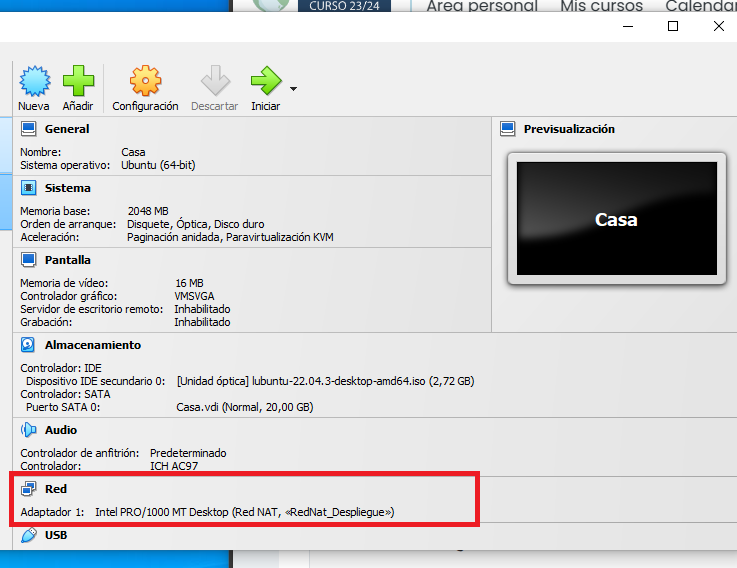 CURSO 23/24 Área personal Mis cursos Calendar
Nueva Añadir Configuración Descartar Iniciar
General
Nombre: Casa
Sistema operativo: Ubuntu (64-bit)
Previsualización
Casa
Sistema
Memoria base: 2048 MB
Orden de arranque: Disquete, Óptica, Disco duro
Aceleración: Paginación anidada, Paravirtualización KVM
Pantalla
Memoria de vídeo: 16 MB
Controlador gráfico: VMSVGA
Servidor de escritorio remoto: Inhabilitado
Grabación: Inhabilitado
Almacenamiento
Controlador: IDE
Dispositivo IDE secundario 0: [Unidad óptica] lubuntu-22.04.3-desktop-amd64.iso (2,72 GB)
Controlador: SATA
Puerto SATA 0: Casa.vdi (Normal, 20,00 GB)
Audio
Controlador de anfitrión: Predeterminado
Controlador: ICH AC97
Red
Adaptador 1: Intel PRO/1000 MT Desktop (Red NAT, «RedNat_Despliegue»)
USB